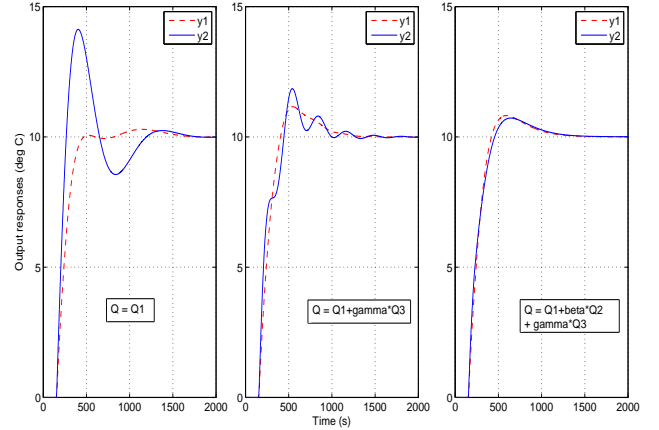 15
10
5
0
Output responses (deg C)
y1
y2
Q = Q1
0
500
1000
1500
2000
15
10
5
0
y1
y2
Q = Q1+gamma*Q3
0
500
1000
1500
2000
Time (s)
15
10
5
0
y1
y2
Q = Q1+beta*Q2
+ gamma*Q3
0
500
1000
1500
2000